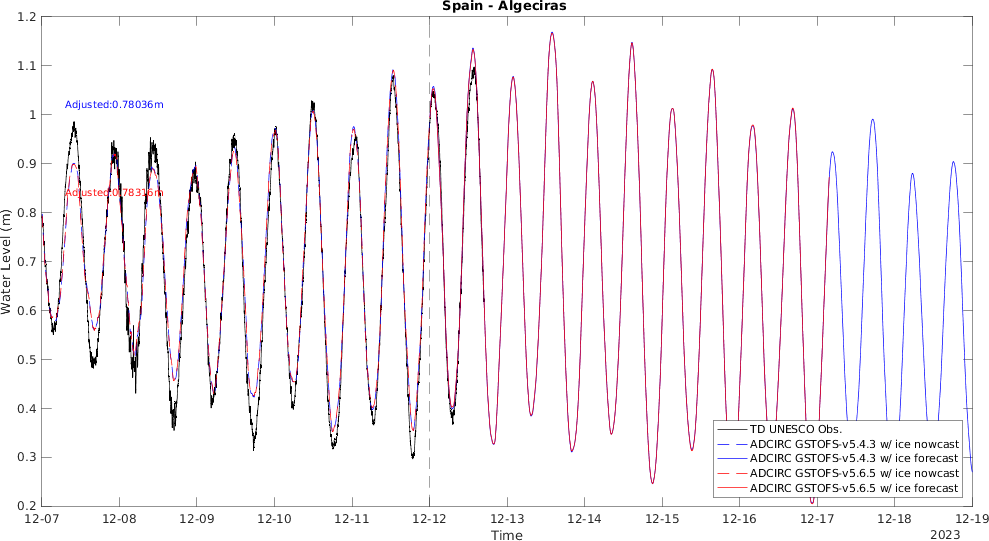 Spain - Algeciras
1.2
1.1
1
0.9
0.8
0.7
0.6
0.5
0.4
0.3
0.2
Water Level (m)
Adjusted:0.78036m
Adjusted:0.78316m
TD UNESCO Obs.
ADCIRC GSTOFS-v5.4.3 w/ ice nowcast
ADCIRC GSTOFS-v5.4.3 w/ ice forecast
ADCIRC GSTOFS-v5.6.5 w/ ice nowcast
ADCIRC GSTOFS-v5.6.5 w/ ice forecast
12-07 12-08 12-09 12-10 12-11 12-12 12-13 12-14 12-15 12-16 12-17 12-18 12-19
Time
2023